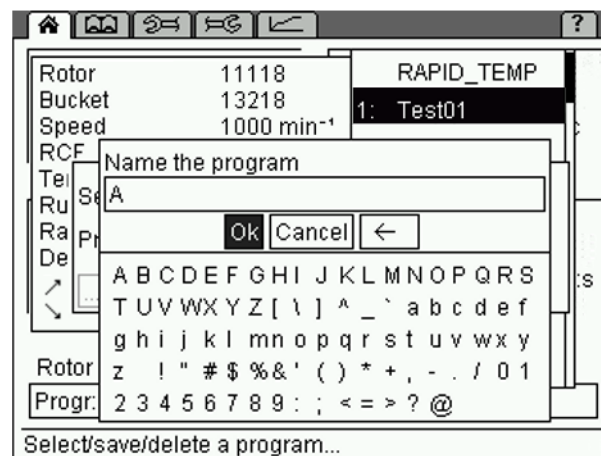 ?
Rotor 11118
Bucket 13218
Speed 1000 min⁻¹
RCF
RAPID_TEMP
1: Test01
Name the program
A
Ok Cancel ←
A B C D E F G H I J K L M N O P Q R S
T U V W X Y Z [ \ ] ^ _ ` a b c d e f
g h i j k l m n o p q r s t u v w x y
z ! " # $ % & ' ( ) * + , - . / 0 1
2 3 4 5 6 7 8 9 : ; < = > ? @
Rotor
Progr:
Select/save/delete a program...